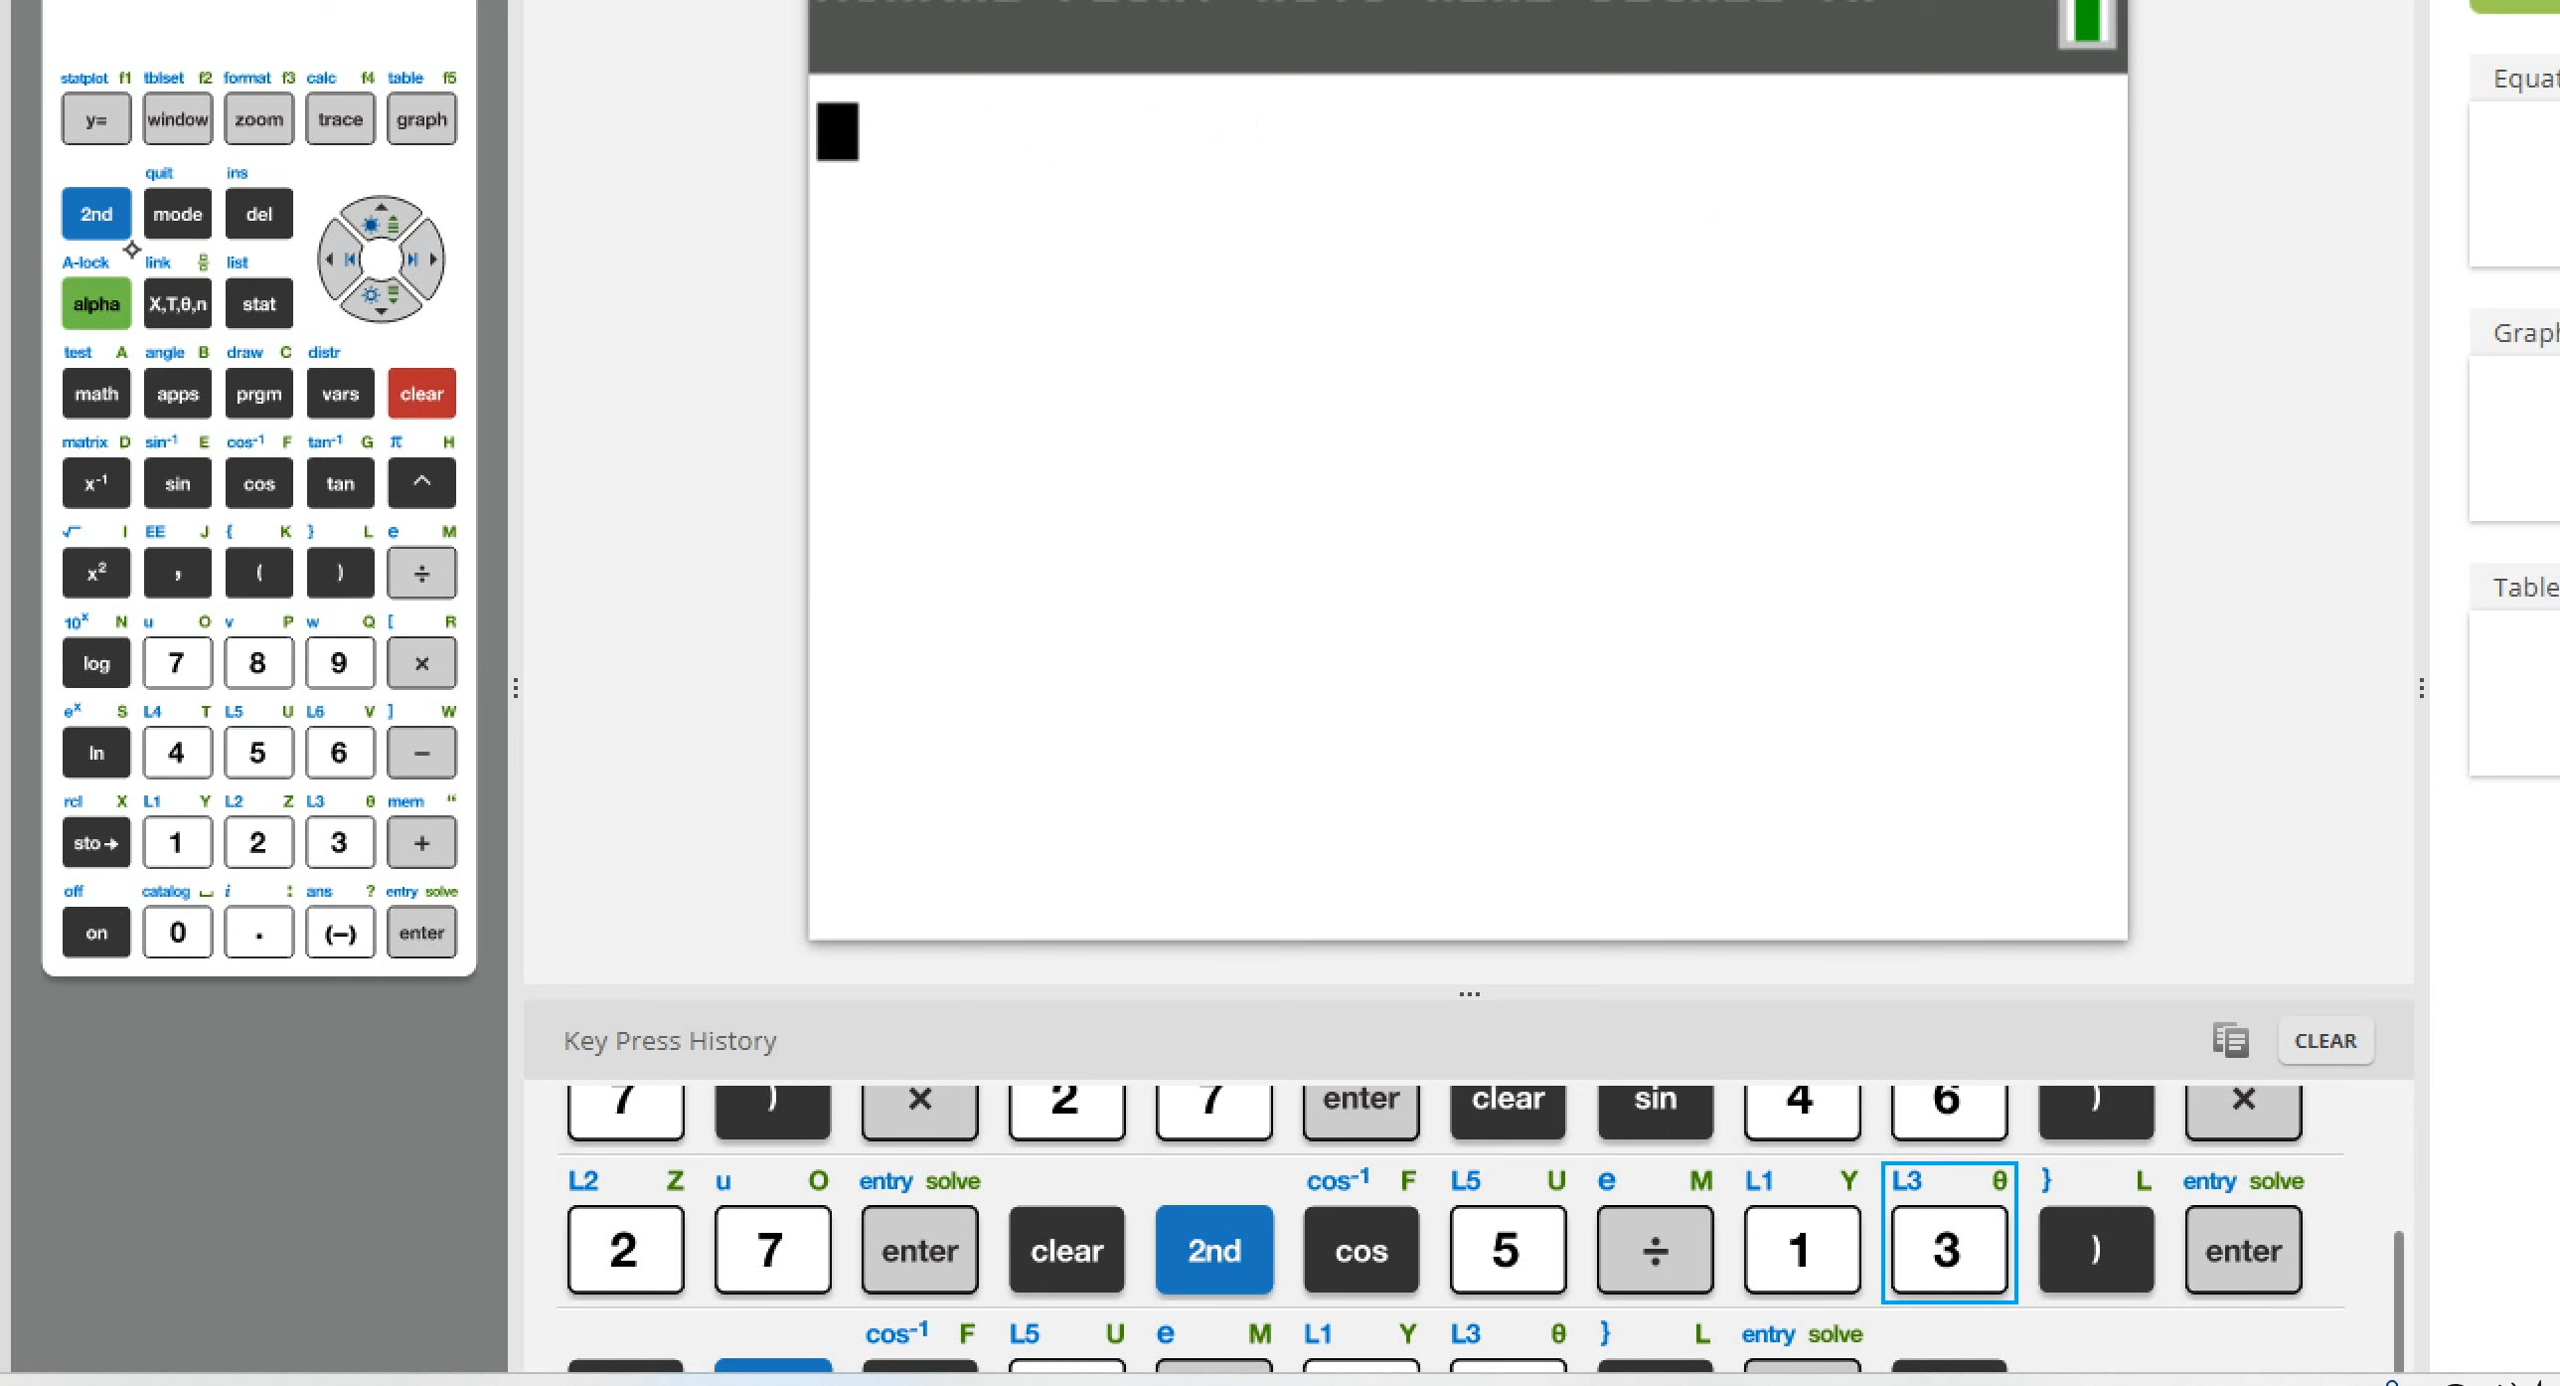 statplot f1 tblset f2 format f3 calc f4 table f5
y= window zoom trace graph
quit ins
2nd mode del
A-lock link list
alpha X,T,θ,n stat
test A angle B draw C distr
math apps prgm vars clear
matrix D sin⁻¹ E cos⁻¹ F tan⁻¹ G π H
x⁻¹ sin cos tan ^
√ I EE J { K } L e M
x² , ( ) ÷
10ˣ N u O v P w Q [ R
log 7 8 9 ×
eˣ S L4 T L5 U L6 V ] W
ln 4 5 6 −
rcl X L1 Y L2 Z L3 θ mem "
sto→ 1 2 3 +
off catalog ⎵ i : ans ? entry solve
on 0 . (−) enter
Key Press History
CLEAR
7 ) × 2 7 enter clear sin 4 6 ) ×
L2 Z u O entry solve cos⁻¹ F L5 U e M L1 Y L3 θ } L entry solve
2 7 enter clear 2nd cos 5 ÷ 1 3 ) enter
cos⁻¹ F L5 U e M L1 Y L3 θ } L entry solve
Equat
Graph
Table